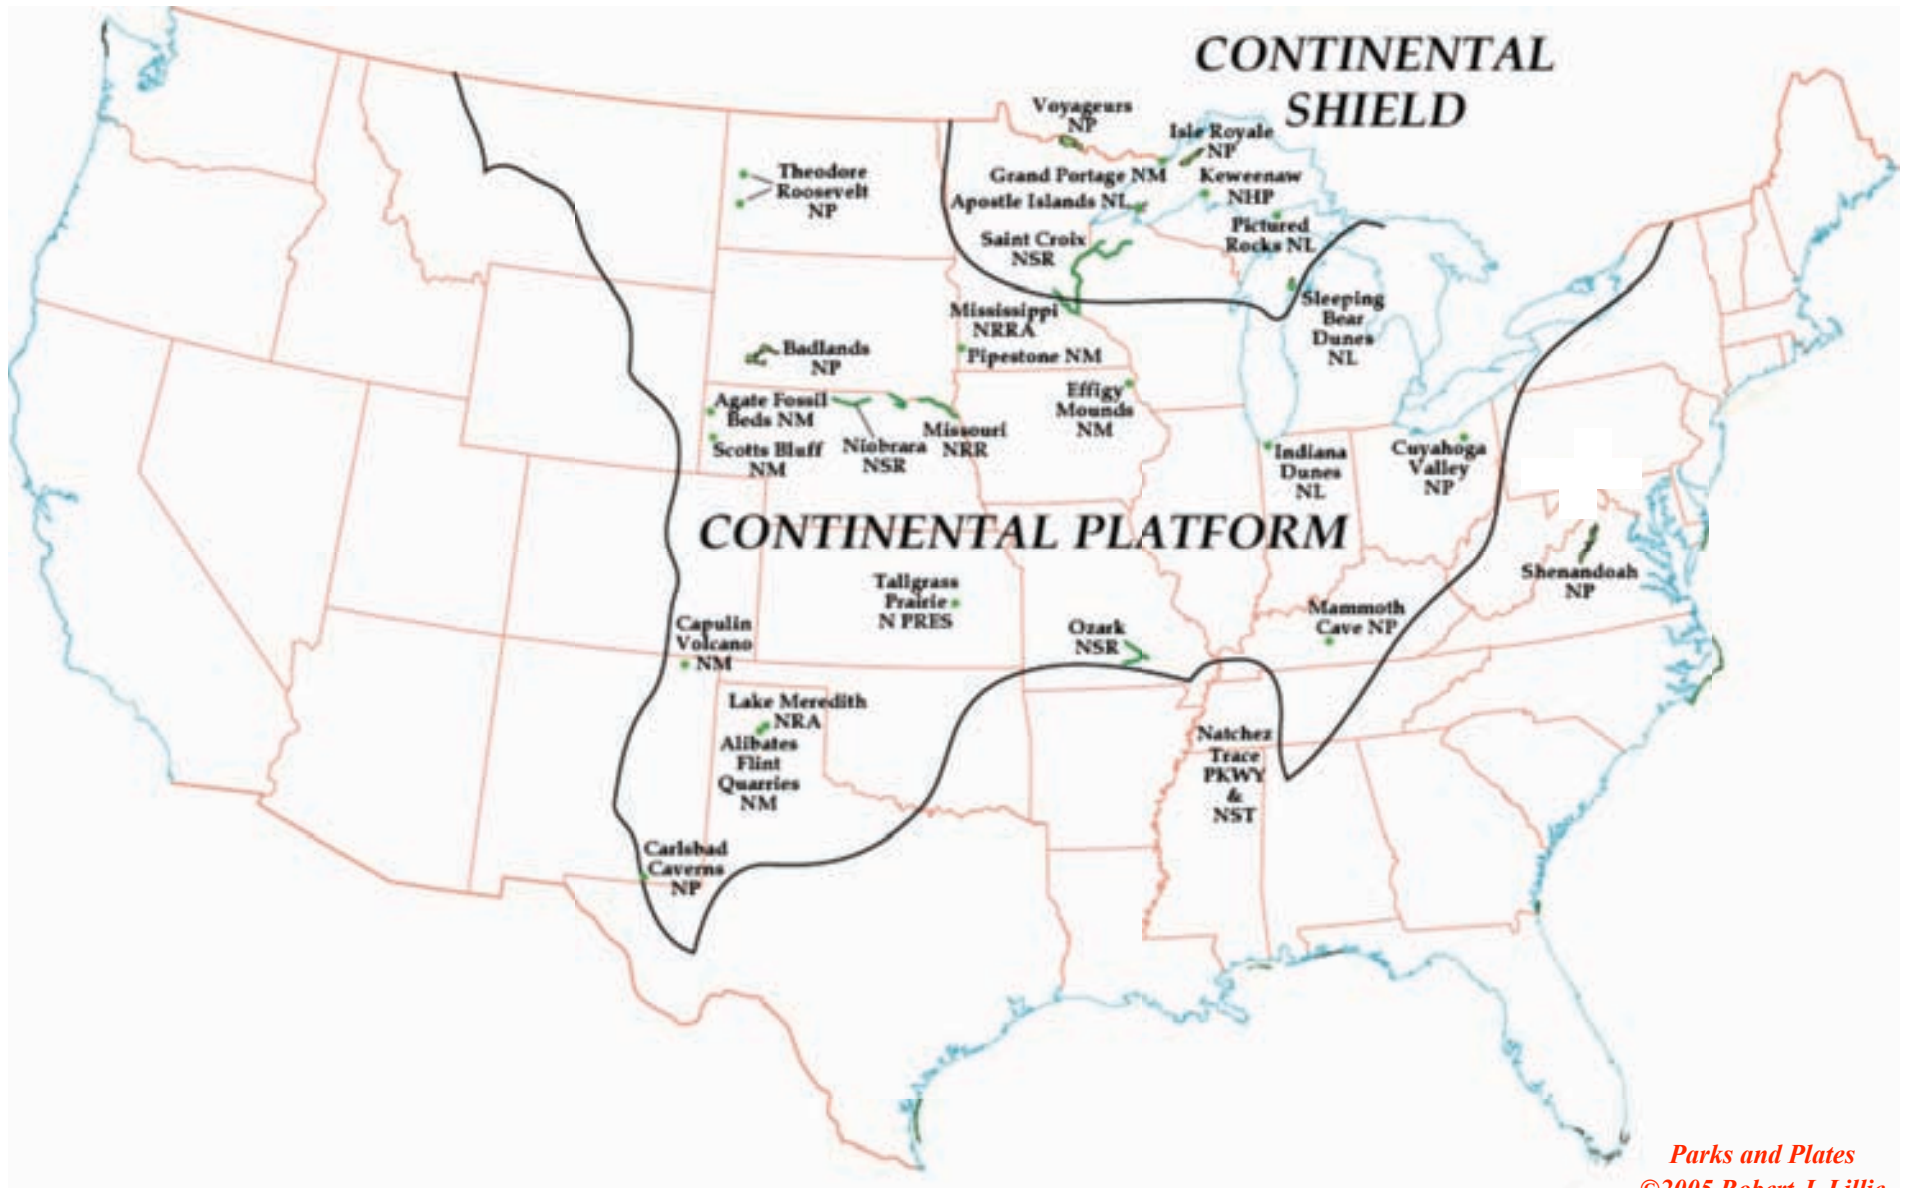 CONTINENTAL
SHIELD
Voyageurs
NP
Isle Royale
NP
Grand Portage NM
Keweenaw
NHP
Apostle Islands NL
Pictured
Rocks NL
Saint Croix
NSR
Theodore
Roosevelt
NP
Sleeping
Bear
Dunes
NL
Mississippi
NRRA
Pipestone NM
Badlands
NP
Effigy
Mounds
NM
Agate Fossil
Beds NM
Scotts Bluff
NM
Niobrara
NSR
Missouri
NRR
Indiana
Dunes
NL
Cuyahoga
Valley
NP
CONTINENTAL PLATFORM
Shenandoah
NP
Tallgrass
Prairie
N PRES
Mammoth
Cave NP
Capulin
Volcano
NM
Ozark
NSR
Lake Meredith
NRA
Alibates
Flint
Quarries
NM
Natchez
Trace
PKWY
&
NST
Carlsbad
Caverns
NP
Parks and Plates
©2005 Robert J. Lillie